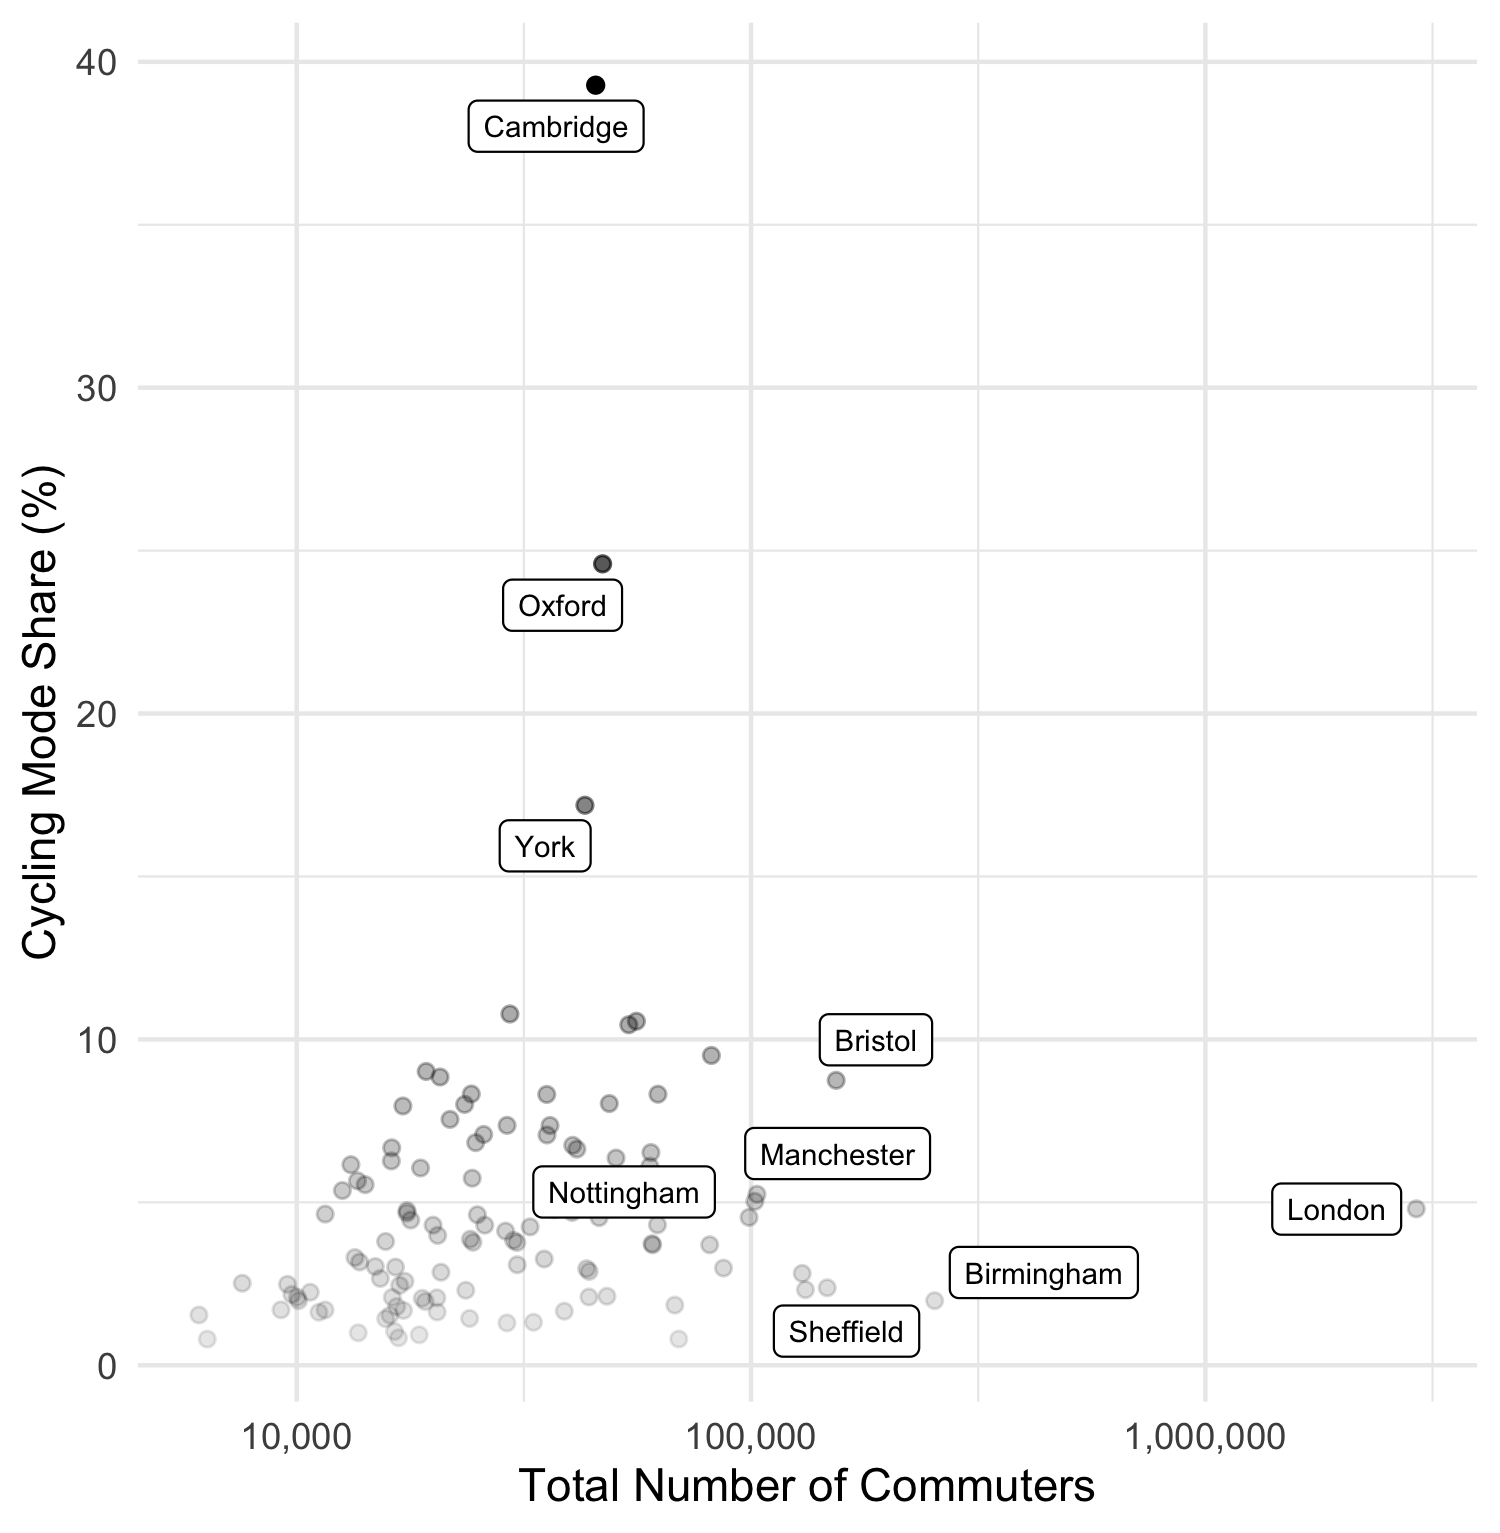 40
Cambridge
30
Oxford
20
York
10
Bristol
Manchester
Nottingham
London
Birmingham
Sheffield
0
10,000
100,000
1,000,000
Total Number of Commuters
Cycling Mode Share (%)